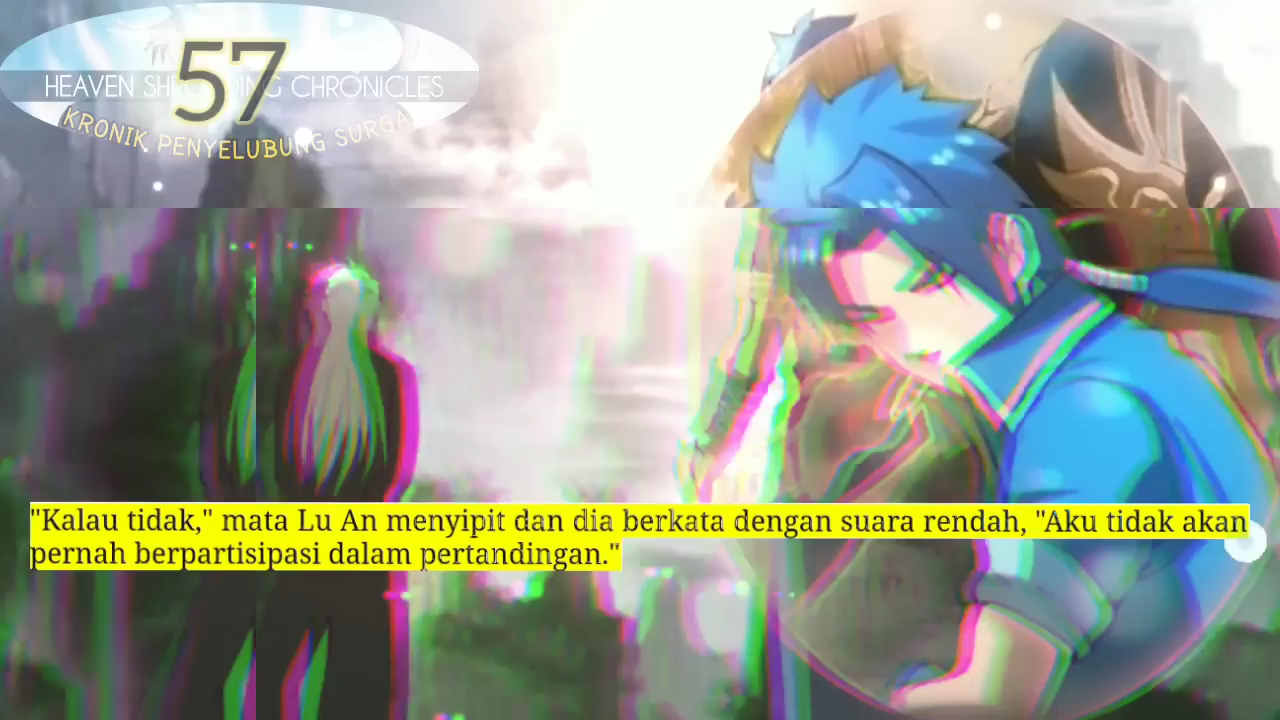 57
HEAVEN SHROUDING CHRONICLES
KRONIK PENYELUBUNG SURGA
"Kalau tidak," mata Lu An menyipit dan dia berkata dengan suara rendah, "Aku tidak akan
pernah berpartisipasi dalam pertandingan."